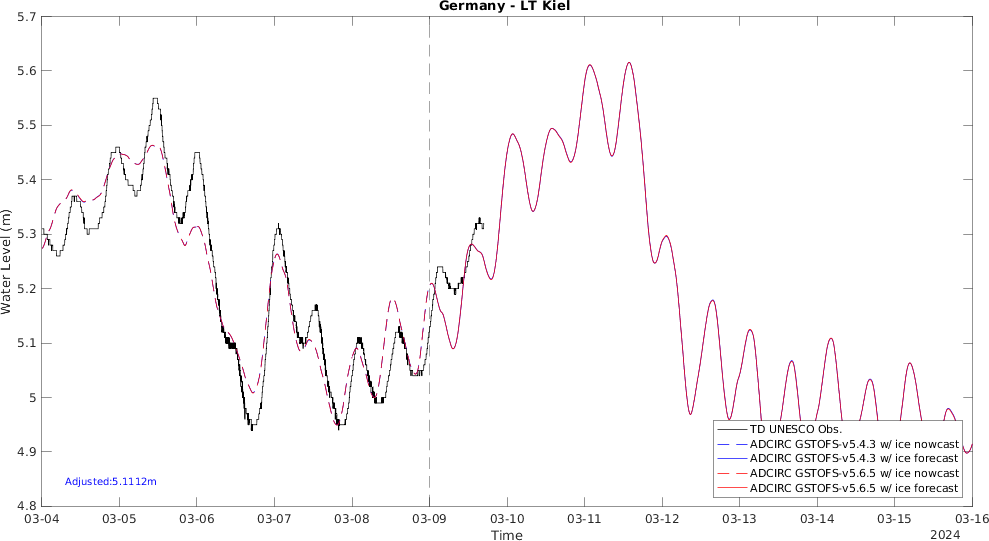 Germany - LT Kiel
5.7
5.6
5.5
5.4
5.3
5.2
5.1
5
4.9
4.8
Water Level (m)
Adjusted:5.1112m
TD UNESCO Obs.
ADCIRC GSTOFS-v5.4.3 w/ ice nowcast
ADCIRC GSTOFS-v5.4.3 w/ ice forecast
ADCIRC GSTOFS-v5.6.5 w/ ice nowcast
ADCIRC GSTOFS-v5.6.5 w/ ice forecast
03-04 03-05 03-06 03-07 03-08 03-09 03-10 03-11 03-12 03-13 03-14 03-15 03-16
Time
2024